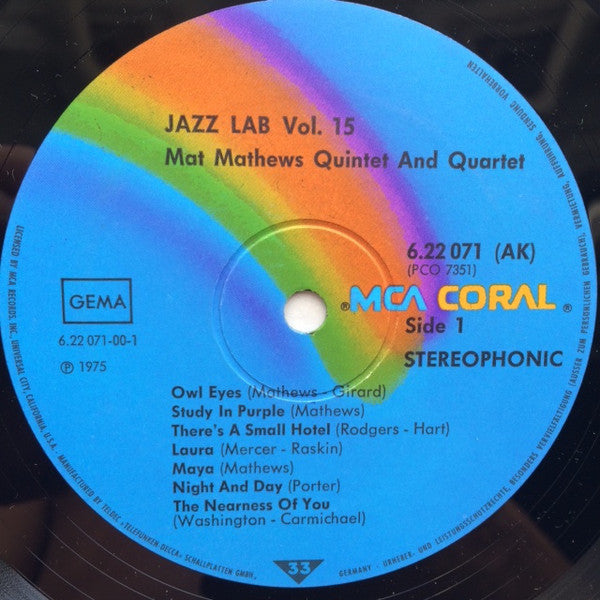 JAZZ LAB Vol. 15
Mat Mathews Quintet And Quartet
6.22 071 (AK)
(PCO 7351)
® MCA CORAL ®
Side 1
STEREOPHONIC
GEMA
6.22 071-00-1
Ⓟ 1975
Owl Eyes (Mathews - Girard)
Study In Purple (Mathews)
There's A Small Hotel (Rodgers - Hart)
Laura (Mercer - Raskin)
Maya (Mathews)
Night And Day (Porter)
The Nearness Of You
(Washington - Carmichael)
33
LICENSED BY MCA RECORDS, INC., UNIVERSAL CITY, CALIFORNIA, U.S.A. MANUFACTURED BY TELDEC »TELEFUNKEN DECCA« SCHALLPLATTEN GMBH,
GERMANY - URHEBER- UND LEISTUNGSSCHUTZRECHTE, BESONDERS VERVIELFÄLTIGUNG (AUSSER ZUM PERSÖNLICHEN GEBRAUCH), VERMIETUNG, AUFFÜHRUNG, SENDUNG VORBEHALTEN